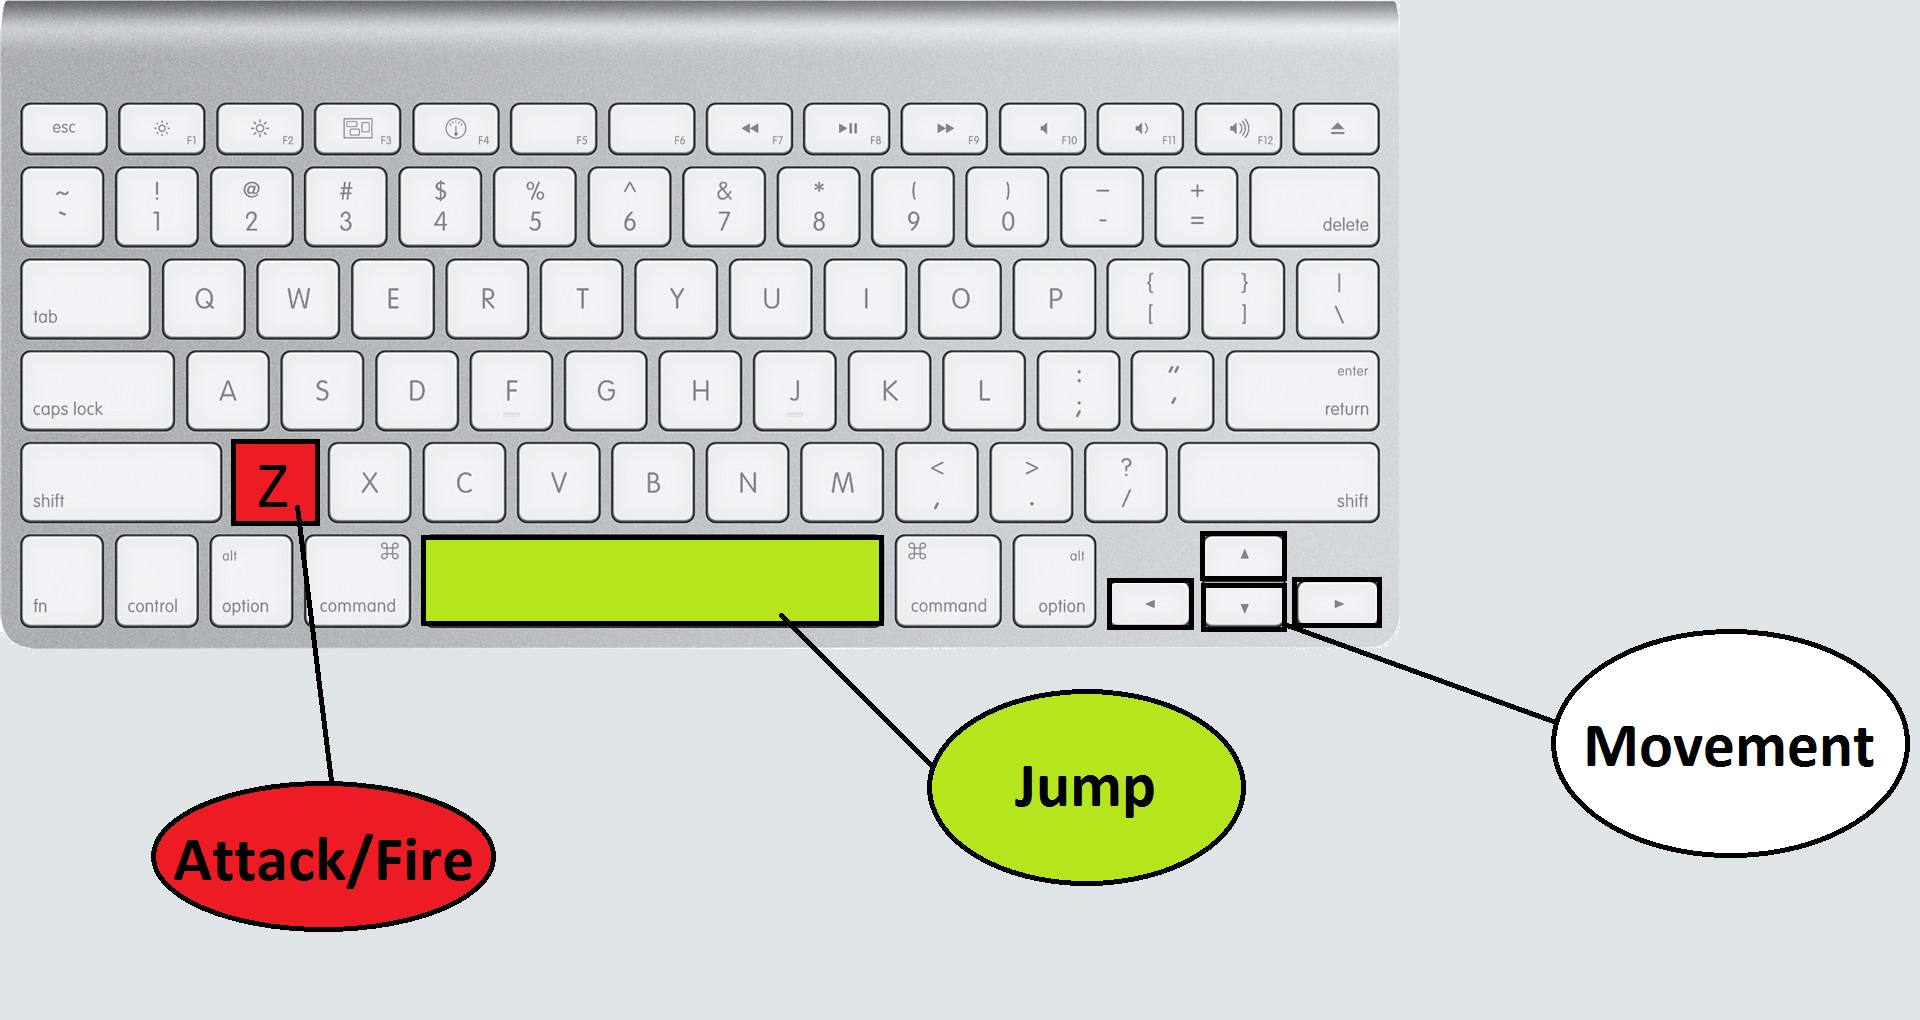 esc F1 F2 F3 F4 F5 F6 F7 F8 F9 F10 F11 F12
~ ! @ # $ % ^ & * ( ) — +
` 1 2 3 4 5 6 7 8 9 0 - = delete
tab Q W E R T Y U I O P { [ } ] | \
caps lock A S D F G H J K L : ; " ' enter return
shift Z X C V B N M < , > . ? / shift
fn control alt option ⌘ command ⌘ command alt option ◄ ▲ ▼ ►
Attack/Fire
Jump
Movement